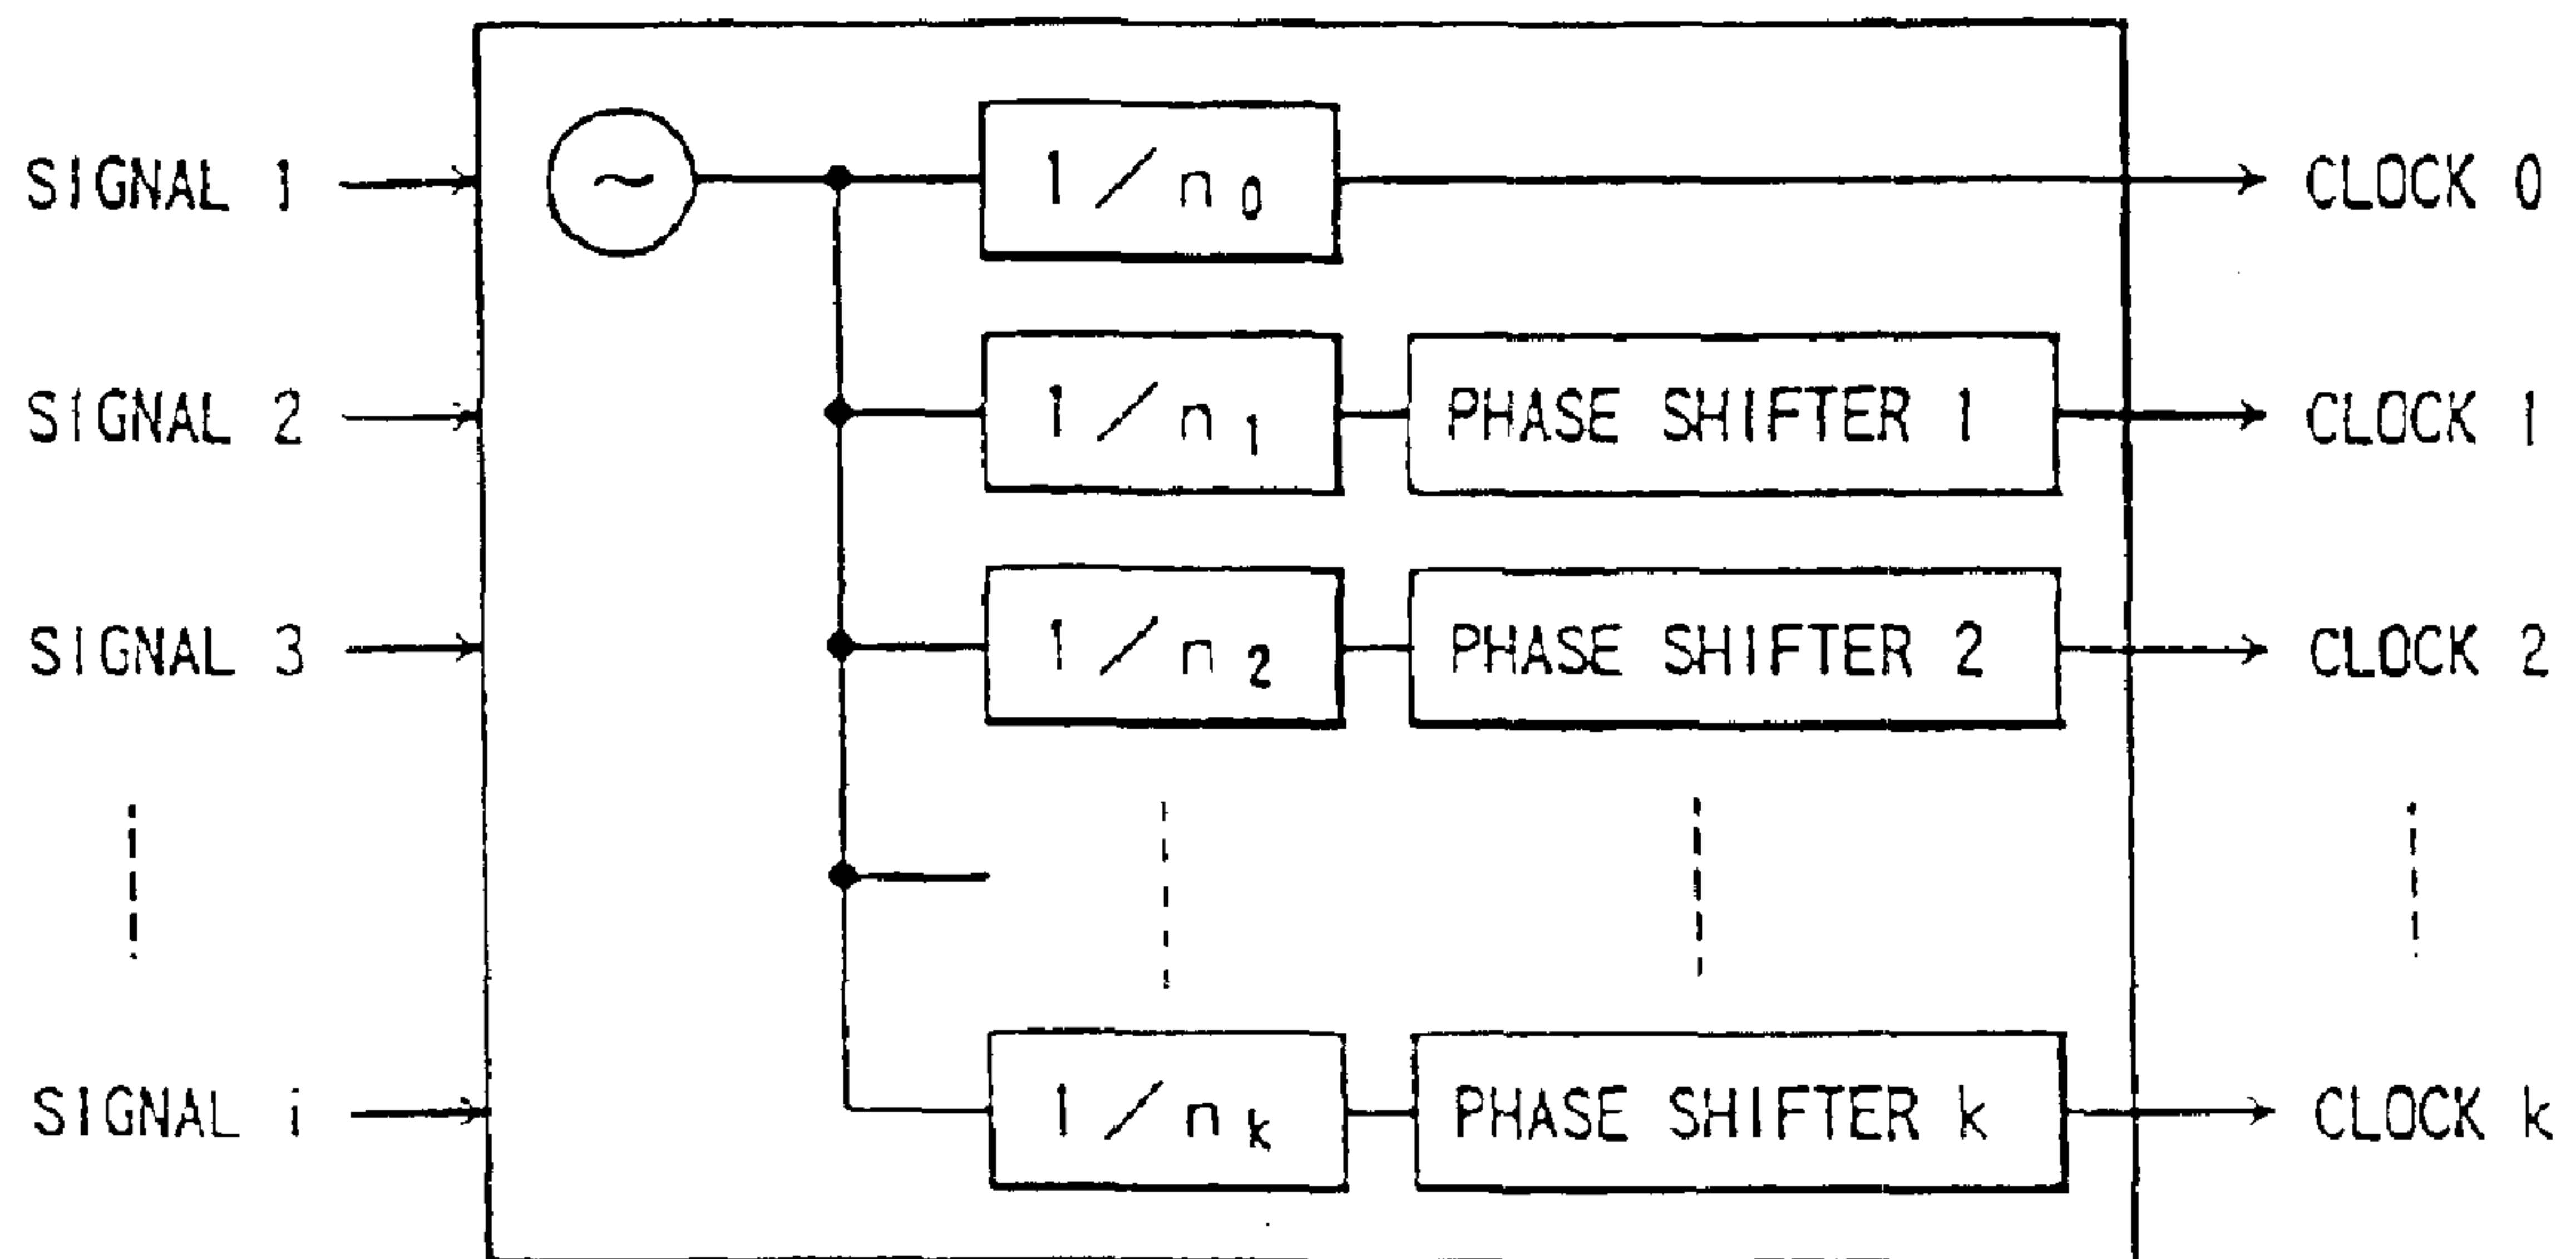 SIGNAL 1
~
1/n0
CLOCK 0
SIGNAL 2
1/n1
PHASE SHIFTER 1
CLOCK 1
SIGNAL 3
1/n2
PHASE SHIFTER 2
CLOCK 2
SIGNAL i
1/nk
PHASE SHIFTER k
CLOCK k